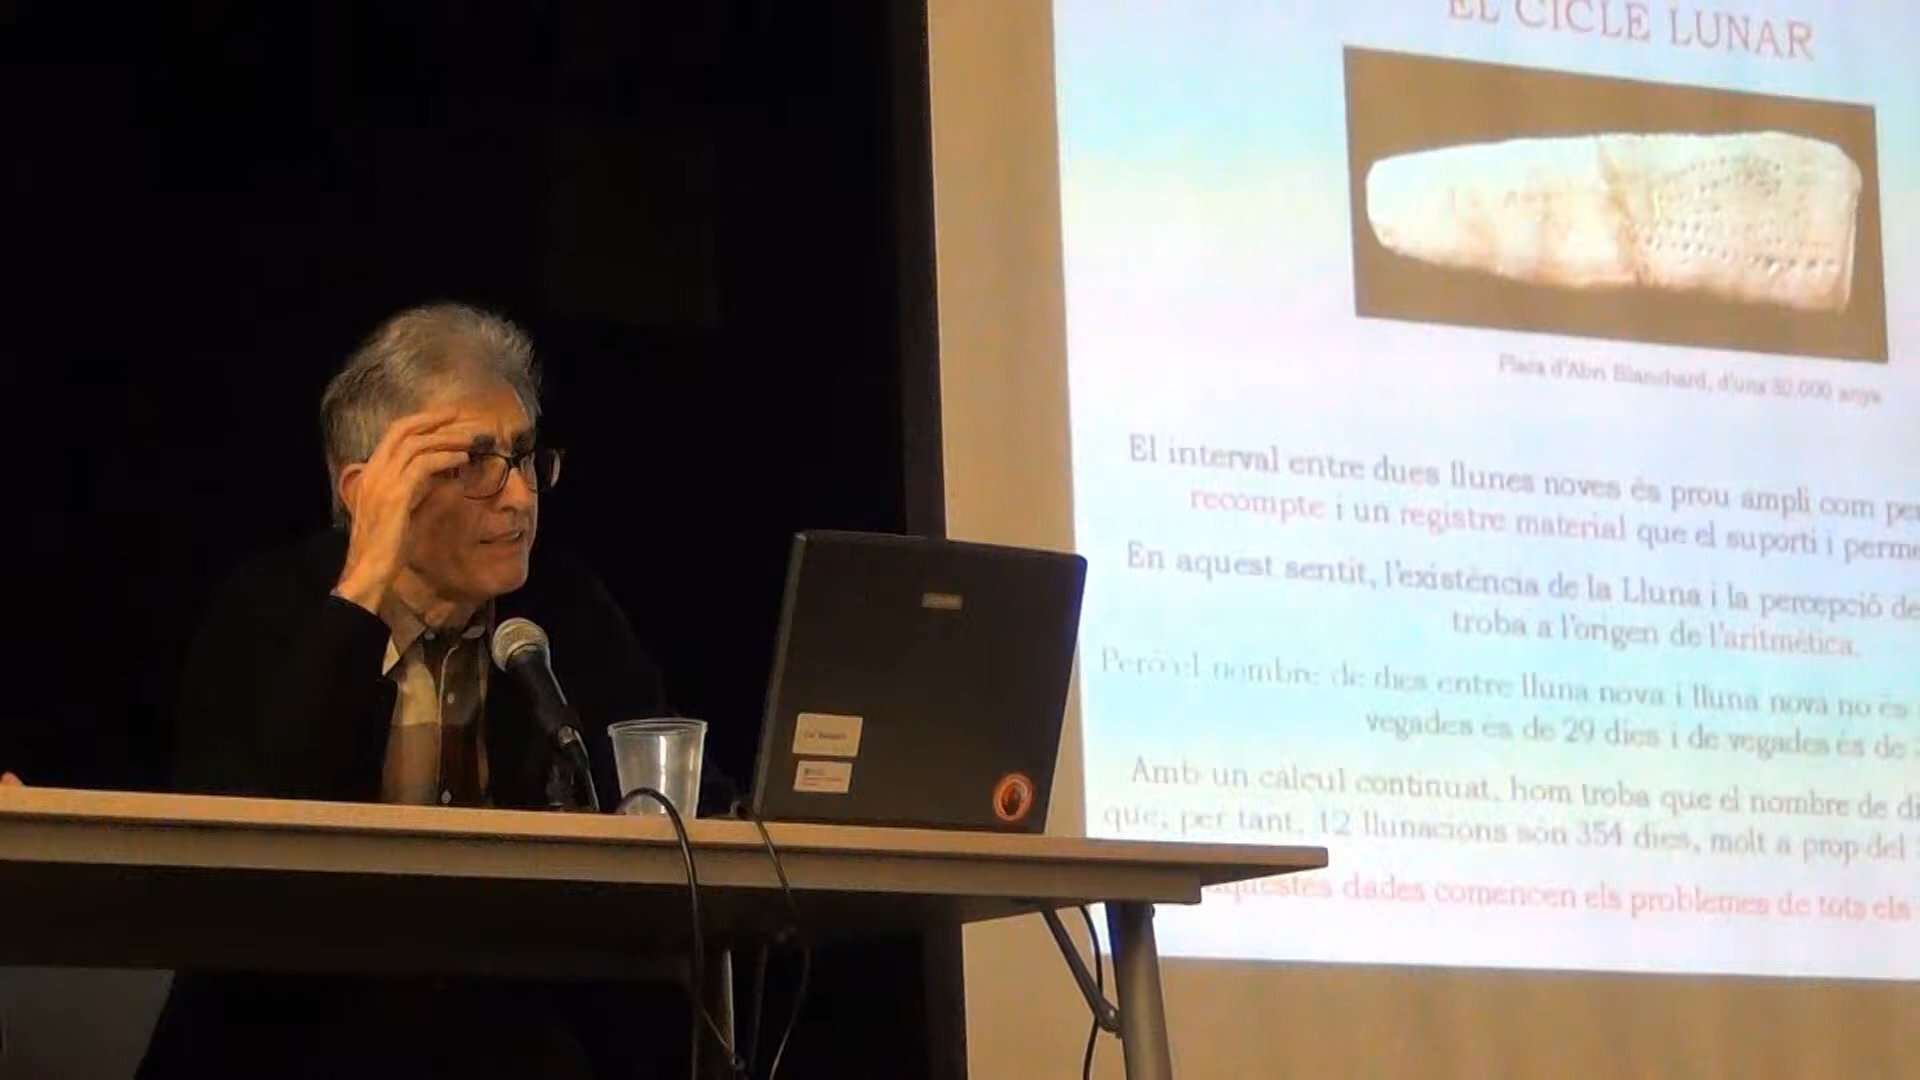 EL CICLE LUNAR
Placa d'Abri Blanchard, d'uns 30.000 anys
El interval entre dues llunes noves és prou ampli com per
recompte i un registre material que el suporti i perme
En aquest sentit, l'existència de la Lluna i la percepció de
troba a l'origen de l'aritmètica.
Però el nombre de dies entre lluna nova i lluna nova no és
vegades és de 29 dies i de vegades és de
Amb un càlcul continuat, hom troba que el nombre de di
que, per tant, 12 llunacions són 354 dies, molt a prop del
aquestes dades comencen els problemes de tots els